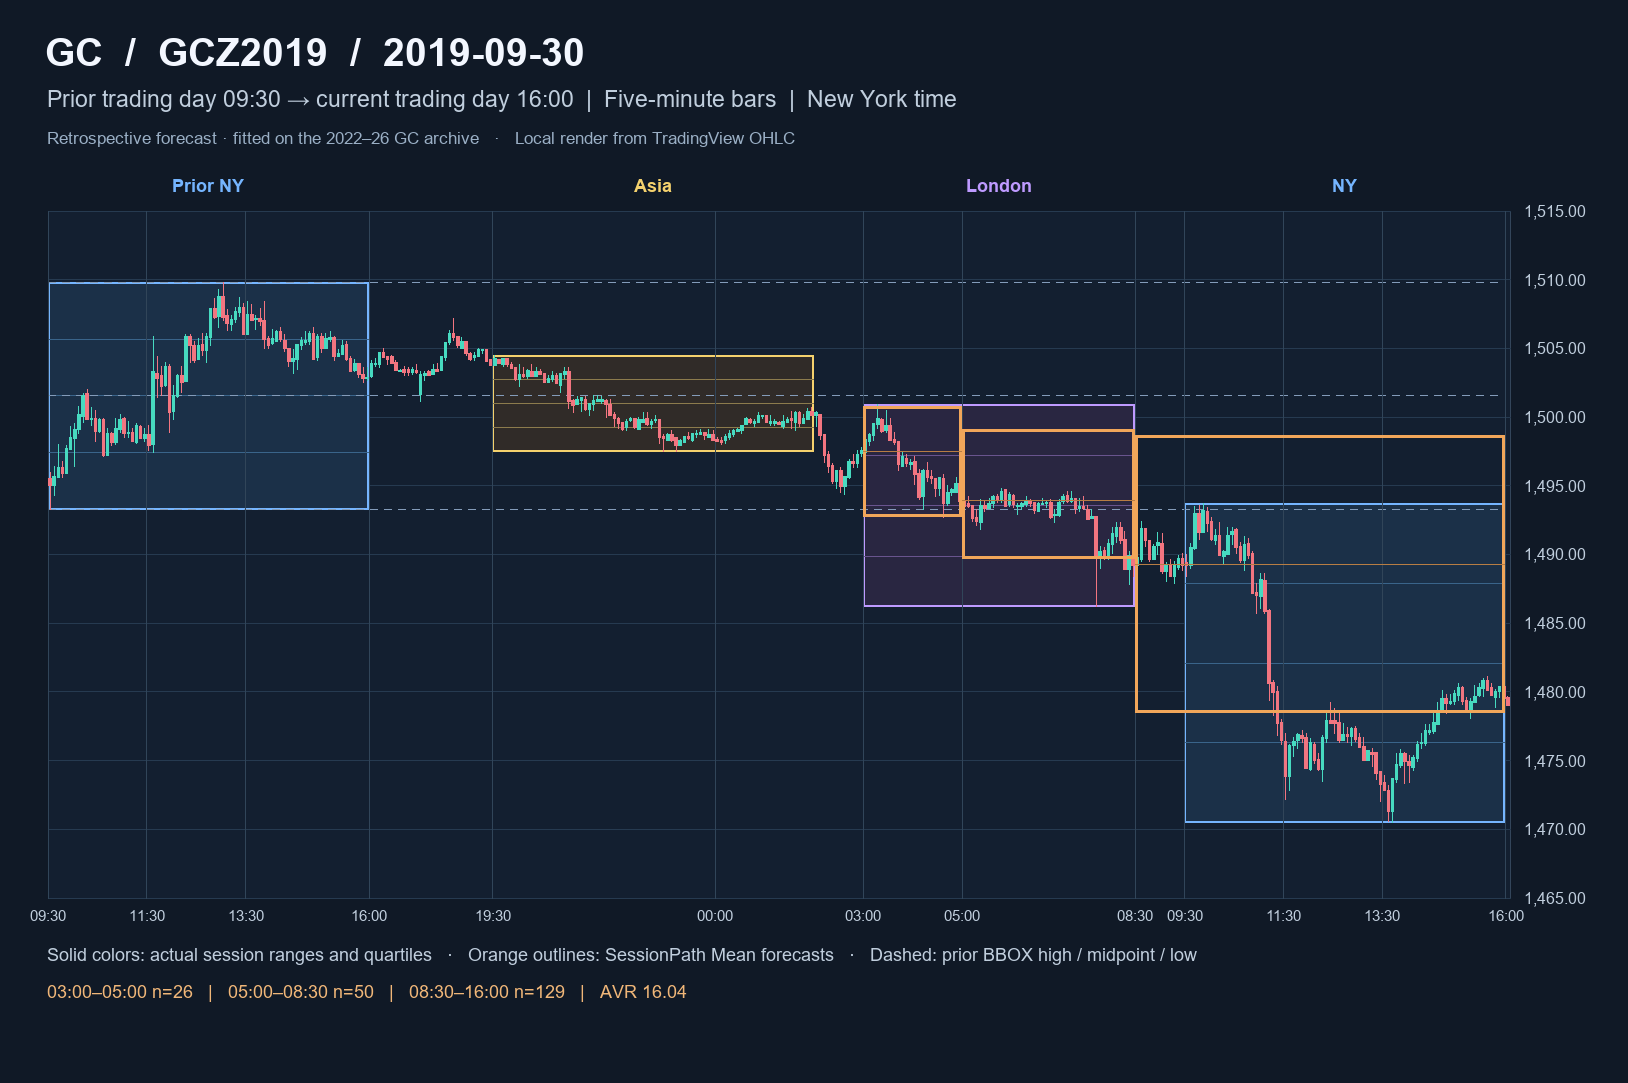 GC / GCZ2019 / 2019-09-30
Prior trading day 09:30 → current trading day 16:00 | Five-minute bars | New York time
Retrospective forecast · fitted on the 2022–26 GC archive · Local render from TradingView OHLC
Prior NY Asia London NY
1,515.00
1,510.00
1,505.00
1,500.00
1,495.00
1,490.00
1,485.00
1,480.00
1,475.00
1,470.00
1,465.00
09:30 11:30 13:30 16:00 19:30 00:00 03:00 05:00 08:30 09:30 11:30 13:30 16:00
Solid colors: actual session ranges and quartiles · Orange outlines: SessionPath Mean forecasts · Dashed: prior BBOX high / midpoint / low
03:00–05:00 n=26 | 05:00–08:30 n=50 | 08:30–16:00 n=129 | AVR 16.04